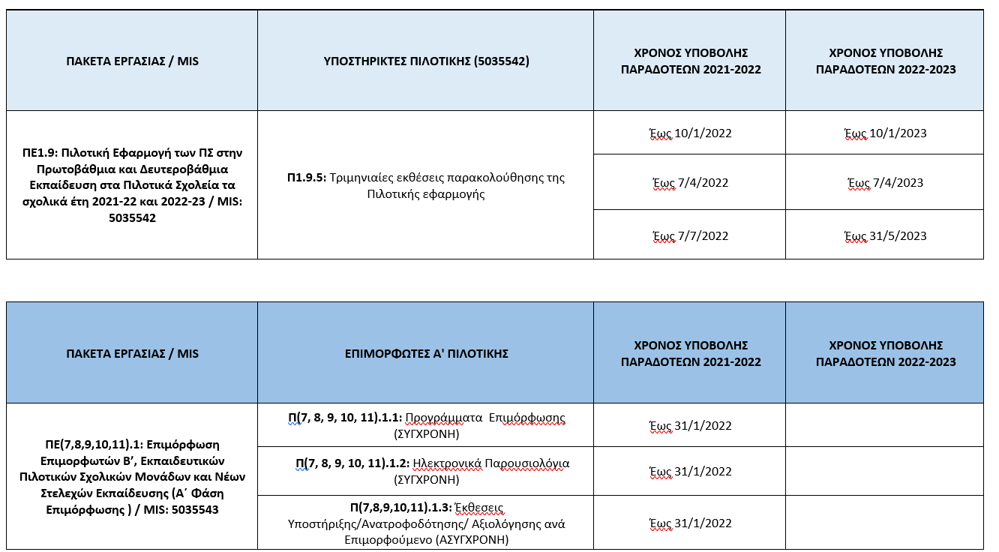 ΠΑΚΕΤΑ ΕΡΓΑΣΙΑΣ / MIS
ΥΠΟΣΤΗΡΙΚΤΕΣ ΠΙΛΟΤΙΚΗΣ (5035542)
ΧΡΟΝΟΣ ΥΠΟΒΟΛΗΣ
ΠΑΡΑΔΟΤΕΩΝ 2021-2022
ΧΡΟΝΟΣ ΥΠΟΒΟΛΗΣ
ΠΑΡΑΔΟΤΕΩΝ 2022-2023
ΠΕ1.9: Πιλοτική Εφαρμογή των ΠΣ στην
Πρωτοβάθμια και Δευτεροβάθμια
Εκπαίδευση στα Πιλοτικά Σχολεία τα
σχολικά έτη 2021-22 και 2022-23 / MIS:
5035542
Π1.9.5: Τριμηνιαίες εκθέσεις παρακολούθησης της
Πιλοτικής εφαρμογής
Έως 10/1/2022
Έως 10/1/2023
Έως 7/4/2022
Έως 7/4/2023
Έως 7/7/2022
Έως 31/5/2023
ΠΑΚΕΤΑ ΕΡΓΑΣΙΑΣ / MIS
ΕΠΙΜΟΡΦΩΤΕΣ Α' ΠΙΛΟΤΙΚΗΣ
ΧΡΟΝΟΣ ΥΠΟΒΟΛΗΣ
ΠΑΡΑΔΟΤΕΩΝ 2021-2022
ΧΡΟΝΟΣ ΥΠΟΒΟΛΗΣ
ΠΑΡΑΔΟΤΕΩΝ 2022-2023
ΠΕ(7,8,9,10,11).1: Επιμόρφωση
Επιμορφωτών Β’, Εκπαιδευτικών
Πιλοτικών Σχολικών Μονάδων και Νέων
Στελεχών Εκπαίδευσης (Α΄ Φάση
Επιμόρφωσης ) / MIS: 5035543
Π(7, 8, 9, 10, 11).1.1: Προγράμματα  Επιμόρφωσης
(ΣΥΓΧΡΟΝΗ)
Έως 31/1/2022
Π(7, 8, 9, 10, 11).1.2: Ηλεκτρονικά Παρουσιολόγια
(ΣΥΓΧΡΟΝΗ)
Έως 31/1/2022
Π(7,8,9,10,11).1.3: Έκθεσεις
Υποστήριξης/Ανατροφοδότησης/ Αξιολόγησης ανά
Επιμορφούμενο (ΑΣΥΓΧΡΟΝΗ)
Έως 31/1/2022